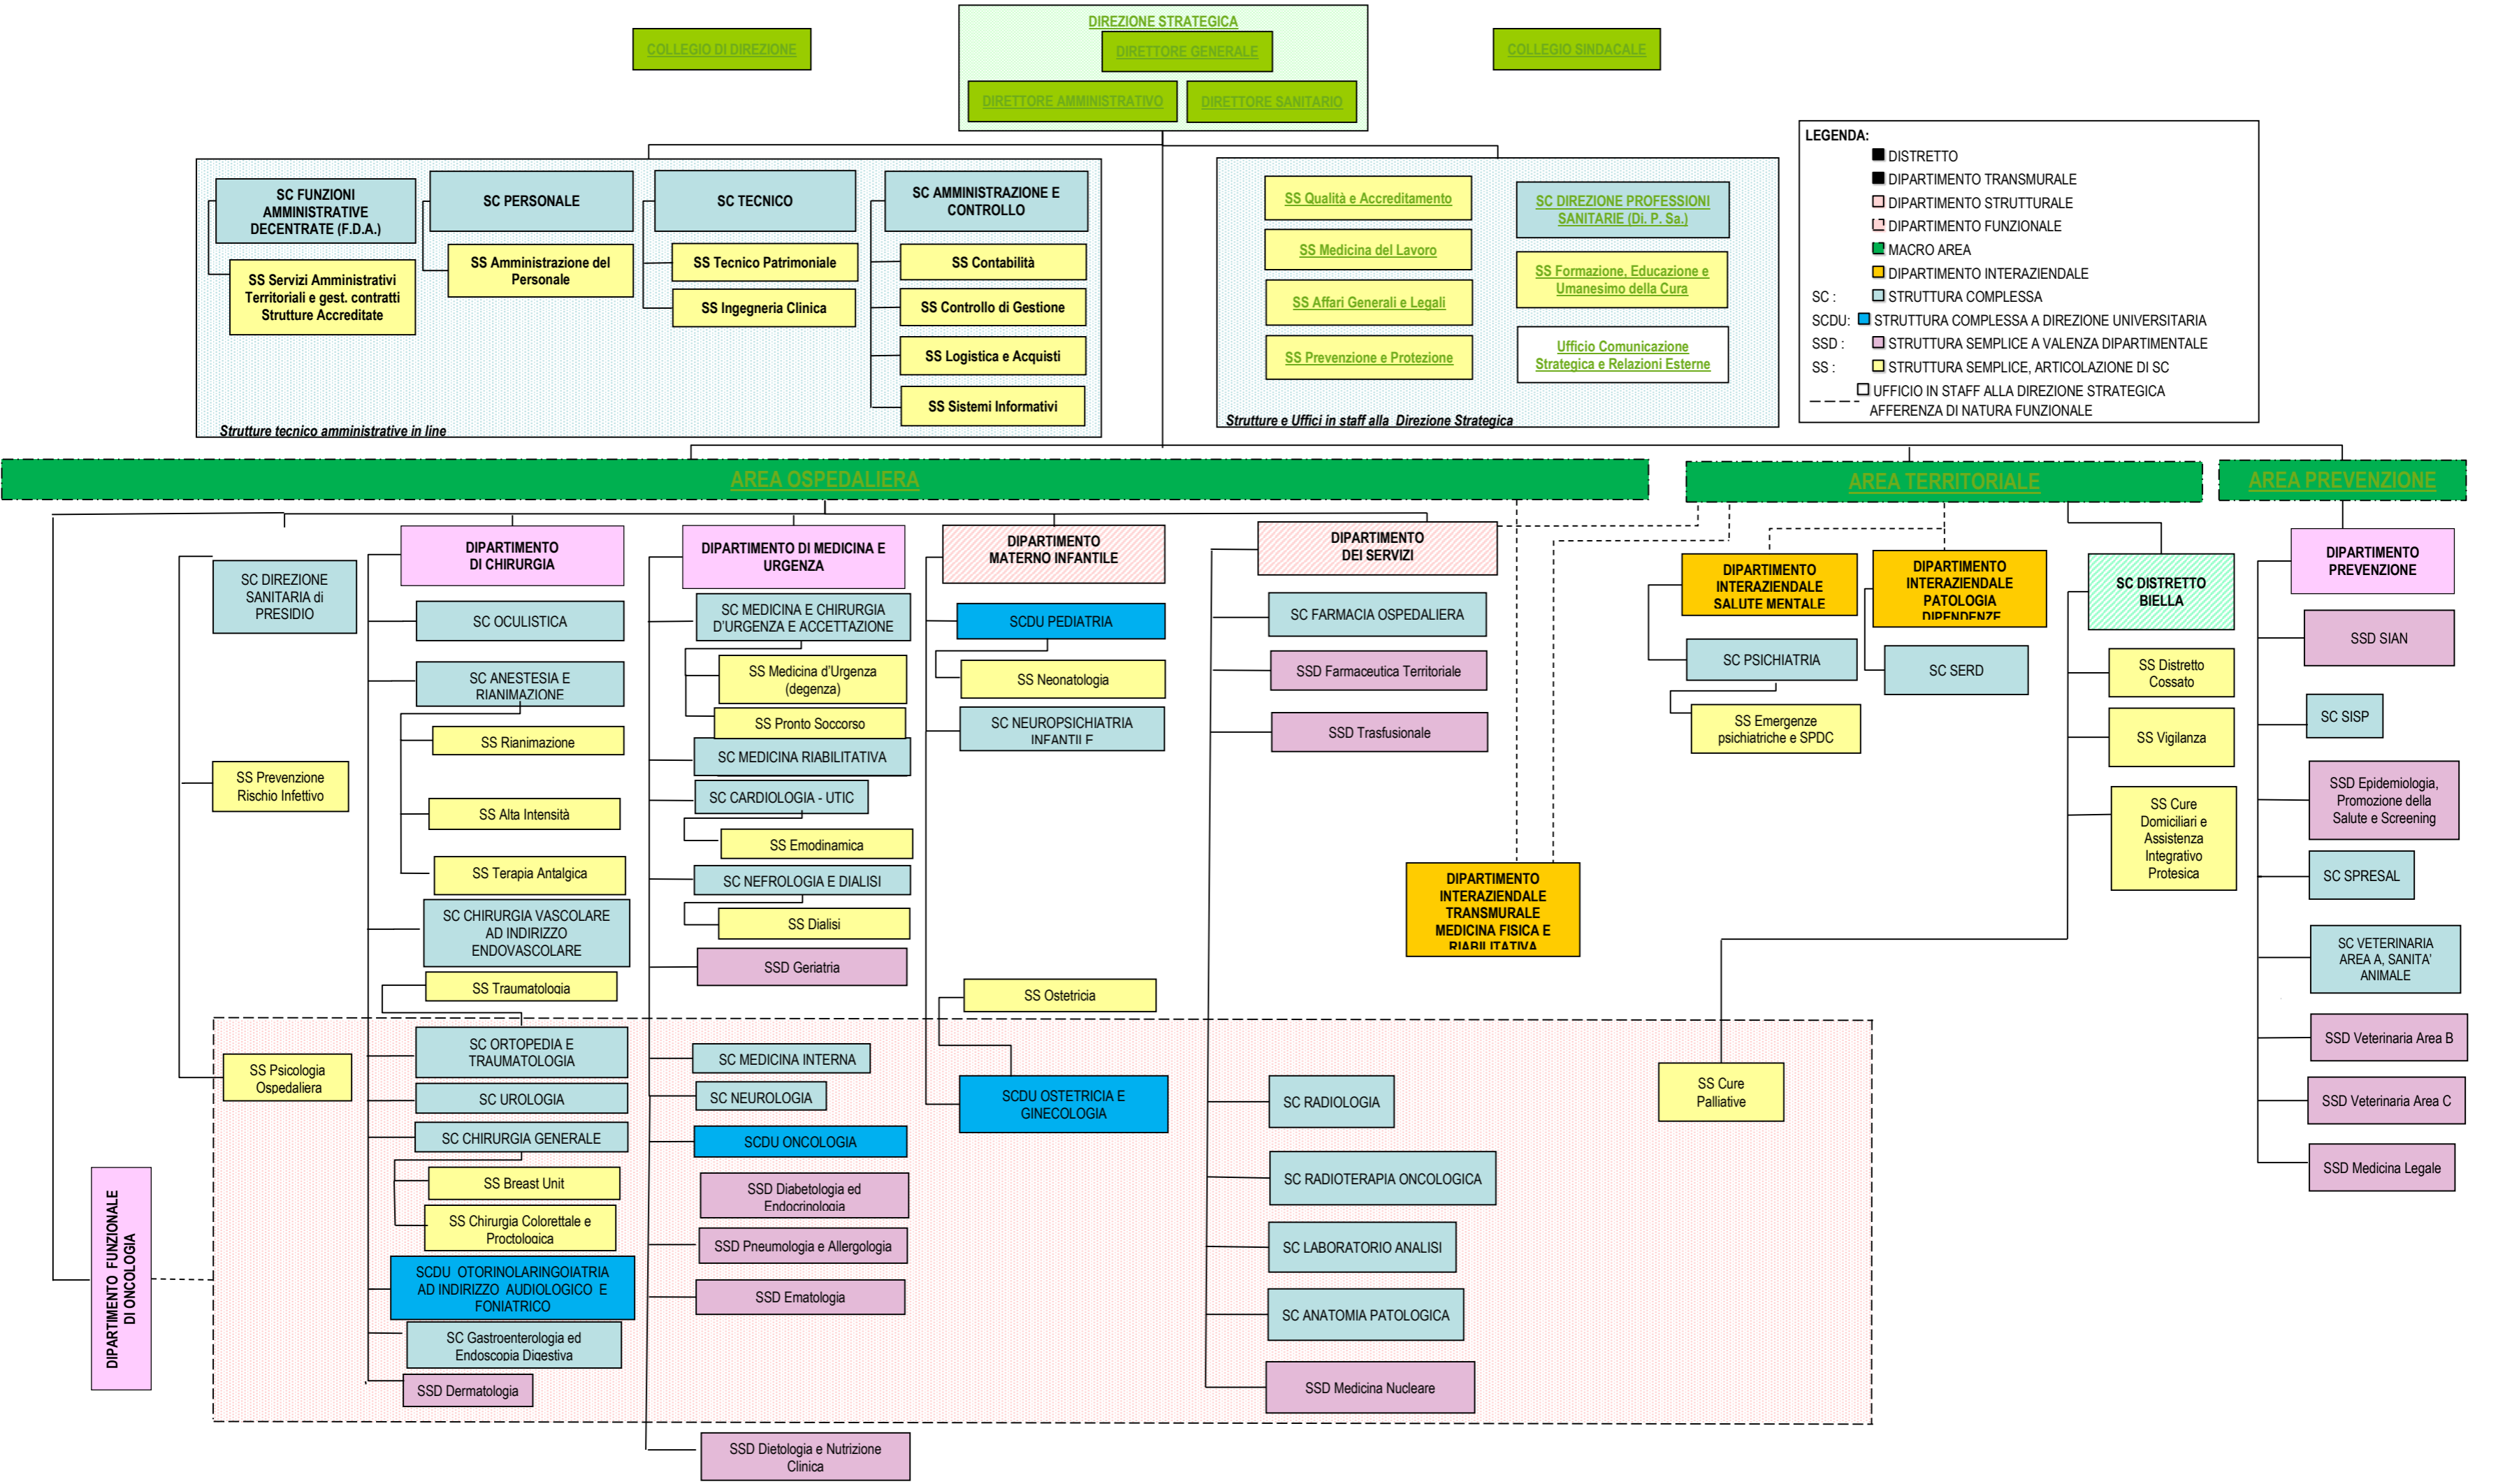 DIREZIONE STRATEGICA
COLLEGIO DI DIREZIONE
DIRETTORE GENERALE
COLLEGIO SINDACALE
DIRETTORE AMMINISTRATIVO
DIRETTORE SANITARIO
LEGENDA:
DISTRETTO
DIPARTIMENTO TRANSMURALE
DIPARTIMENTO STRUTTURALE
DIPARTIMENTO FUNZIONALE
MACRO AREA
DIPARTIMENTO INTERAZIENDALE
SC : STRUTTURA COMPLESSA
SCDU: STRUTTURA COMPLESSA A DIREZIONE UNIVERSITARIA
SSD : STRUTTURA SEMPLICE A VALENZA DIPARTIMENTALE
SS : STRUTTURA SEMPLICE, ARTICOLAZIONE DI SC
UFFICIO IN STAFF ALLA DIREZIONE STRATEGICA
AFFERENZA DI NATURA FUNZIONALE
SC FUNZIONI
AMMINISTRATIVE
DECENTRATE (F.D.A.)
SS Servizi Amministrativi
Territoriali e gest. contratti
Strutture Accreditate
SC PERSONALE
SS Amministrazione del
Personale
SC TECNICO
SS Tecnico Patrimoniale
SS Ingegneria Clinica
SC AMMINISTRAZIONE E
CONTROLLO
SS Contabilità
SS Controllo di Gestione
SS Logistica e Acquisti
SS Sistemi Informativi
Strutture tecnico amministrative in line
SS Qualità e Accreditamento
SS Medicina del Lavoro
SS Affari Generali e Legali
SS Prevenzione e Protezione
SC DIREZIONE PROFESSIONI
SANITARIE (Di. P. Sa.)
SS Formazione, Educazione e
Umanesimo della Cura
Ufficio Comunicazione
Strategica e Relazioni Esterne
Strutture e Uffici in staff alla Direzione Strategica
AREA OSPEDALIERA
AREA TERRITORIALE
AREA PREVENZIONE
SC DIREZIONE
SANITARIA di
PRESIDIO
SS Prevenzione
Rischio Infettivo
SS Psicologia
Ospedaliera
DIPARTIMENTO FUNZIONALE
DI ONCOLOGIA
DIPARTIMENTO
DI CHIRURGIA
SC OCULISTICA
SC ANESTESIA E
RIANIMAZIONE
SS Rianimazione
SS Alta Intensità
SS Terapia Antalgica
SC CHIRURGIA VASCOLARE
AD INDIRIZZO
ENDOVASCOLARE
SS Traumatologia
SC ORTOPEDIA E
TRAUMATOLOGIA
SC UROLOGIA
SC CHIRURGIA GENERALE
SS Breast Unit
SS Chirurgia Colorettale e
Proctologica
SCDU OTORINOLARINGOIATRIA
AD INDIRIZZO AUDIOLOGICO E
FONIATRICO
SC Gastroenterologia ed
Endoscopia Digestiva
SSD Dermatologia
DIPARTIMENTO DI MEDICINA E
URGENZA
SC MEDICINA E CHIRURGIA
D'URGENZA E ACCETTAZIONE
SS Medicina d'Urgenza
(degenza)
SS Pronto Soccorso
SC MEDICINA RIABILITATIVA
SC CARDIOLOGIA - UTIC
SS Emodinamica
SC NEFROLOGIA E DIALISI
SS Dialisi
SSD Geriatria
SC MEDICINA INTERNA
SC NEUROLOGIA
SCDU ONCOLOGIA
SSD Diabetologia ed
Endocrinologia
SSD Pneumologia e Allergologia
SSD Ematologia
SSD Dietologia e Nutrizione
Clinica
DIPARTIMENTO
MATERNO INFANTILE
SCDU PEDIATRIA
SS Neonatologia
SC NEUROPSICHIATRIA
INFANTILE
SS Ostetricia
SCDU OSTETRICIA E
GINECOLOGIA
DIPARTIMENTO
DEI SERVIZI
SC FARMACIA OSPEDALIERA
SSD Farmaceutica Territoriale
SSD Trasfusionale
SC RADIOLOGIA
SC RADIOTERAPIA ONCOLOGICA
SC LABORATORIO ANALISI
SC ANATOMIA PATOLOGICA
SSD Medicina Nucleare
DIPARTIMENTO
INTERAZIENDALE
TRANSMURALE
MEDICINA FISICA E
RIABILITATIVA
DIPARTIMENTO
INTERAZIENDALE
SALUTE MENTALE
SC PSICHIATRIA
SS Emergenze
psichiatriche e SPDC
DIPARTIMENTO
INTERAZIENDALE
PATOLOGIA
DIPENDENZE
SC SERD
SC DISTRETTO
BIELLA
SS Distretto
Cossato
SS Vigilanza
SS Cure
Domiciliari e
Assistenza
Integrativo
Protesica
SS Cure
Palliative
DIPARTIMENTO
PREVENZIONE
SSD SIAN
SC SISP
SSD Epidemiologia,
Promozione della
Salute e Screening
SC SPRESAL
SC VETERINARIA
AREA A, SANITA'
ANIMALE
SSD Veterinaria Area B
SSD Veterinaria Area C
SSD Medicina Legale